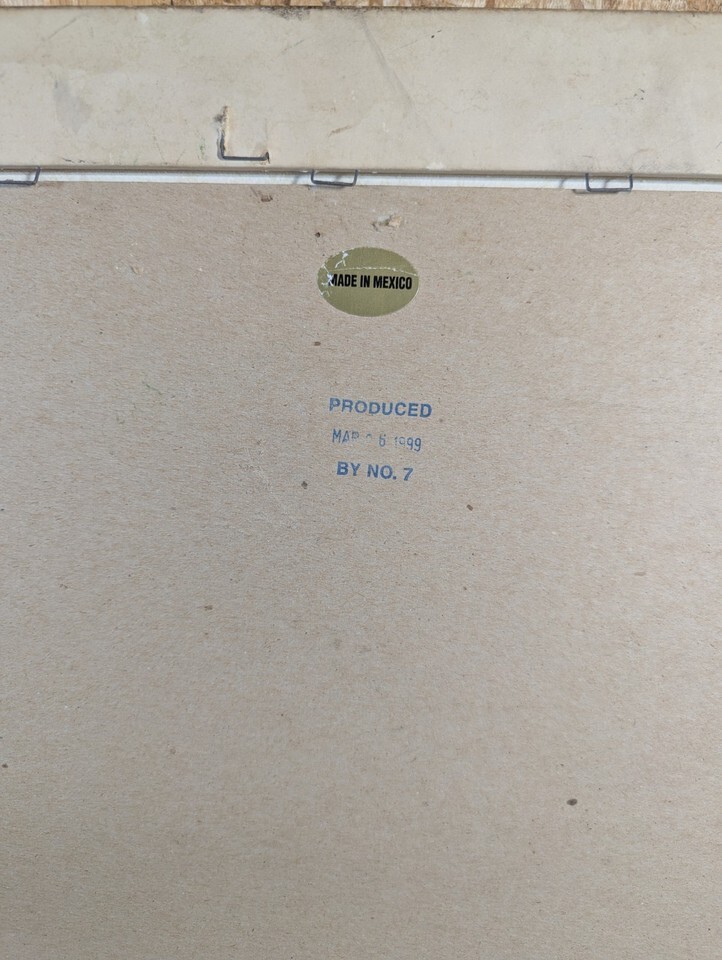 MADE IN MEXICO
PRODUCED
MAR 6 1999
BY NO. 7